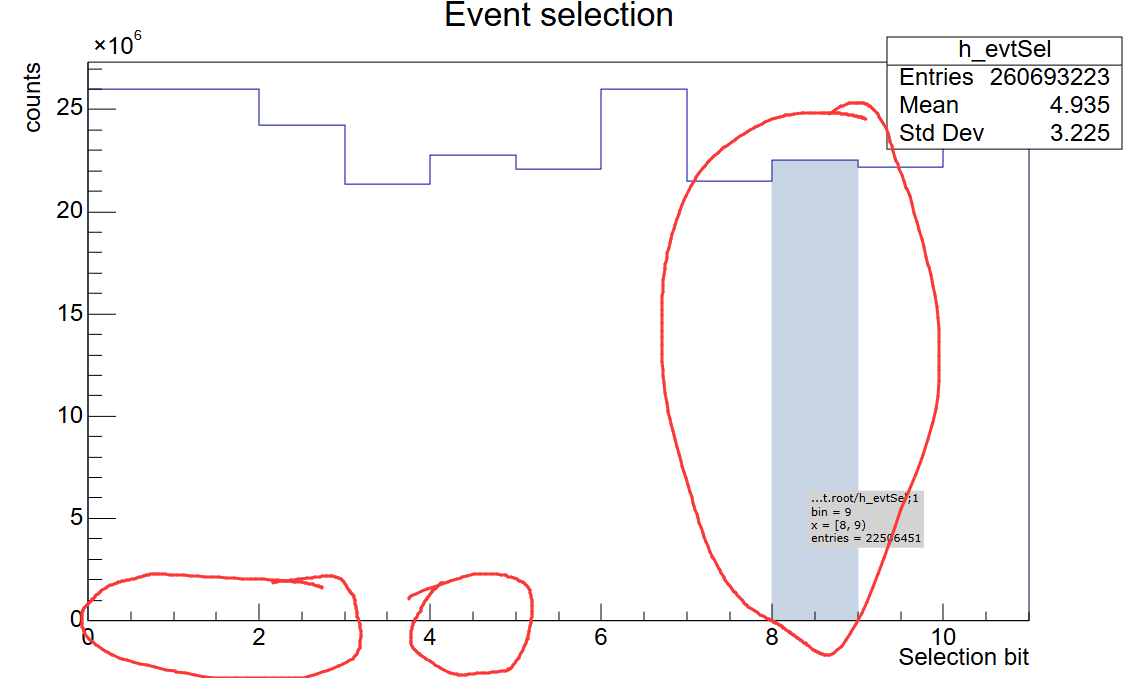 Event selection
×10⁶
h_evtSel
Entries 260693223
Mean 4.935
Std Dev 3.225
counts
25
20
15
10
5
0
...t.root/h_evtSel;1
bin = 9
x = [8, 9)
entries = 22506451
0 2 4 6 8 10
Selection bit